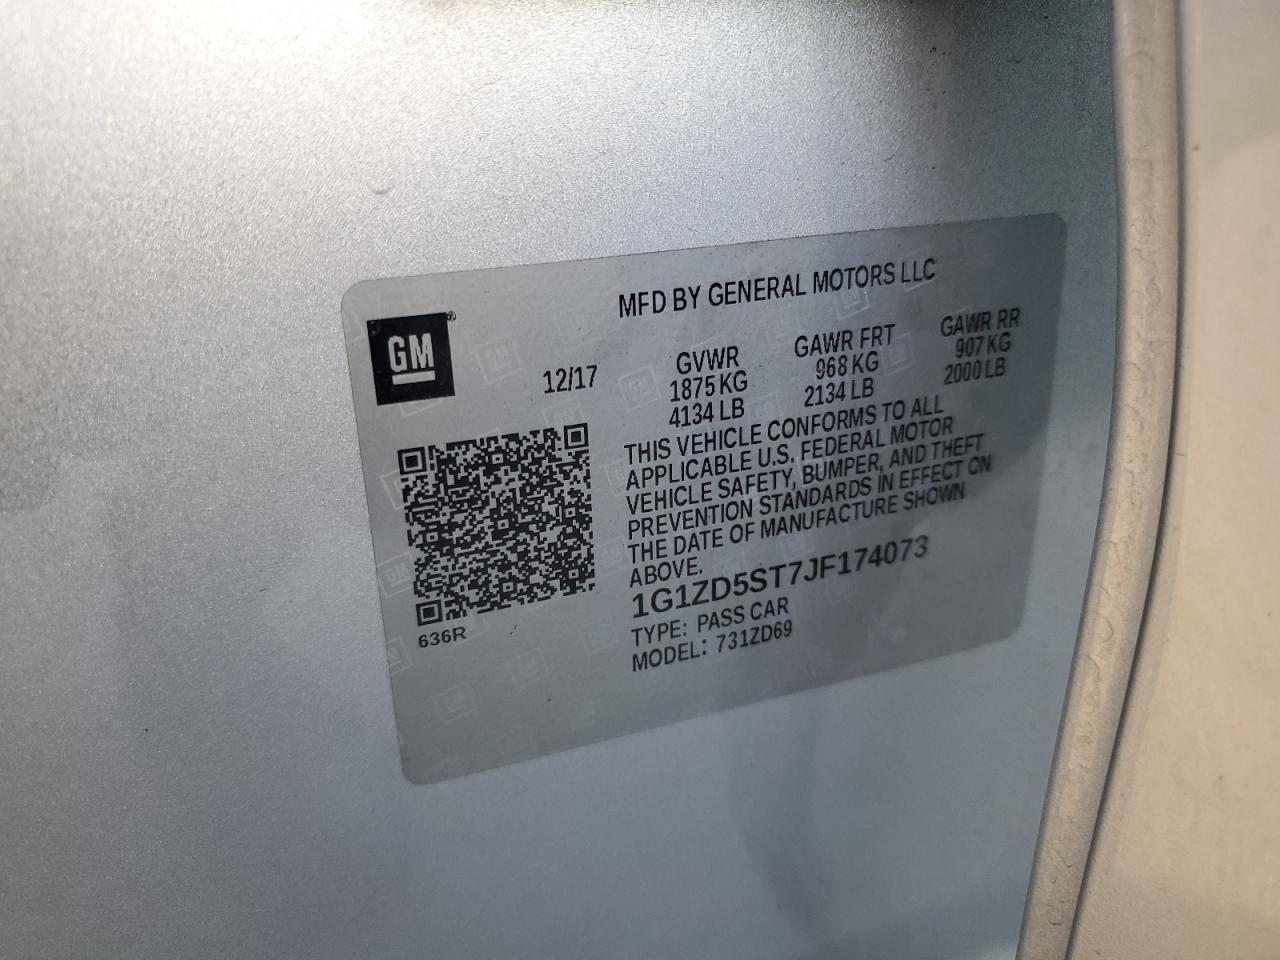 MFD BY GENERAL MOTORS LLC
GM®
12/17
GVWR GAWR FRT GAWR RR
1875 KG 968 KG 907 KG
4134 LB 2134 LB 2000 LB
THIS VEHICLE CONFORMS TO ALL
APPLICABLE U.S. FEDERAL MOTOR
VEHICLE SAFETY, BUMPER, AND THEFT
PREVENTION STANDARDS IN EFFECT ON
THE DATE OF MANUFACTURE SHOWN
ABOVE.
1G1ZD5ST7JF174073
TYPE: PASS CAR
MODEL: 731ZD69
636R